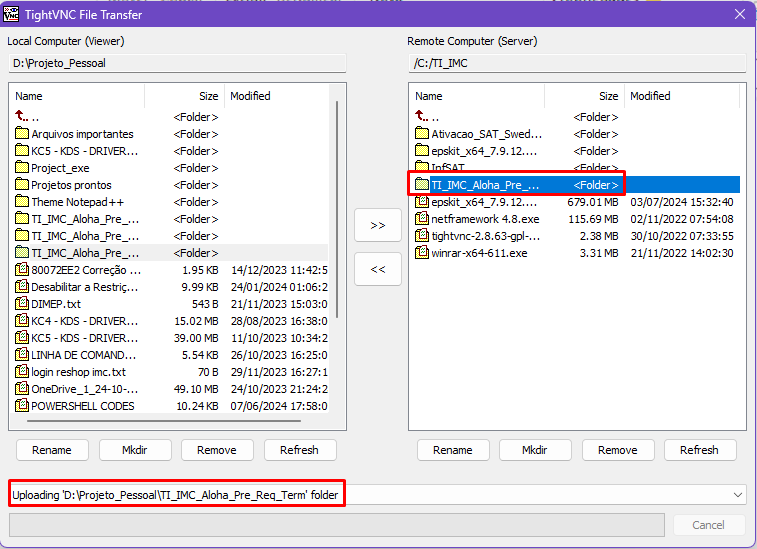 TightVNC File Transfer
Local Computer (Viewer)
Remote Computer (Server)
D:\Projeto_Pessoal
/C:/TI_IMC
Name Size Modified
.. <Folder>
Arquivos importantes <Folder>
KC5 - KDS - DRIVER... <Folder>
Project_exe <Folder>
Projetos prontos <Folder>
Theme Notepad++ <Folder>
TI_IMC_Aloha_Pre_... <Folder>
TI_IMC_Aloha_Pre_... <Folder>
TI_IMC_Aloha_Pre_... <Folder>
80072EE2 Correção ... 1.95 KB 14/12/2023 11:42:5
Desabilitar a Restriç... 9.99 KB 24/01/2024 01:06:2
DIMEP.txt 543 B 21/11/2023 15:03:0
KC4 - KDS - DRIVER... 15.02 MB 28/08/2023 16:38:0
KC5 - KDS - DRIVER... 39.00 MB 11/10/2023 10:34:2
LINHA DE COMAND... 5.54 KB 26/10/2023 16:25:0
login reshop imc.txt 70 B 29/11/2023 16:27:1
OneDrive_1_24-10-... 49.10 MB 24/10/2023 21:24:2
POWERSHELL CODES 10.24 KB 07/06/2024 17:58:0
>>
<<
Name Size Modified
.. <Folder>
Ativacao_SAT_Swed... <Folder>
epskit_x64_7.9.12.... <Folder>
InfSAT <Folder>
TI_IMC_Aloha_Pre_... <Folder>
epskit_x64_7.9.12.... 679.01 MB 03/07/2024 15:32:40
netframework 4.8.exe 115.69 MB 02/11/2022 07:54:08
tightvnc-2.8.63-gpl-... 2.38 MB 30/10/2022 07:33:55
winrar-x64-611.exe 3.31 MB 21/11/2022 14:02:30
Rename Mkdir Remove Refresh
Rename Mkdir Remove Refresh
Uploading 'D:\Projeto_Pessoal\TI_IMC_Aloha_Pre_Req_Term' folder
Cancel